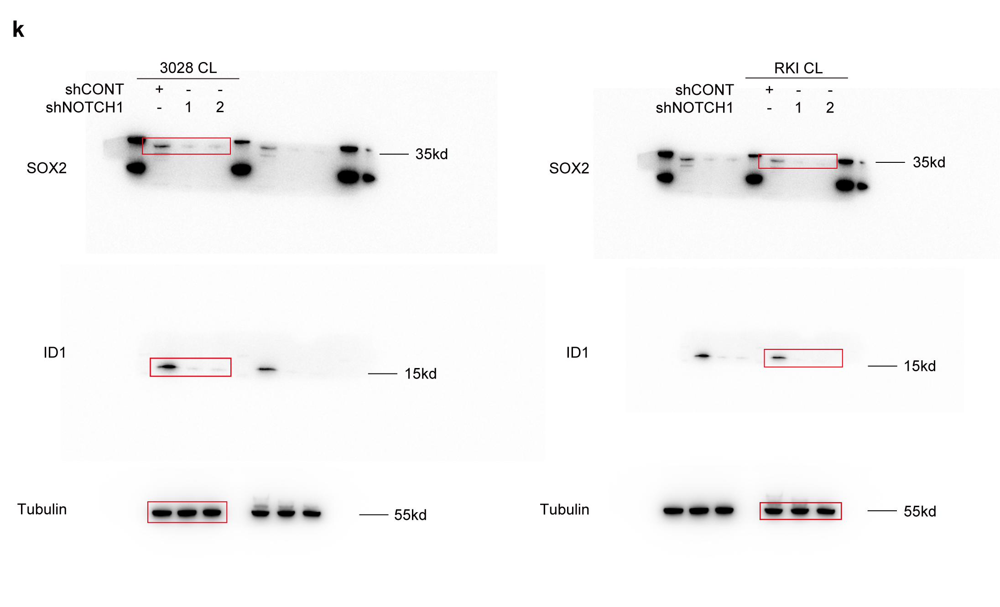 k
3028 CL
shCONT + - -
shNOTCH1 - 1 2
SOX2
35kd
ID1
15kd
Tubulin
55kd
RKI CL
shCONT + - -
shNOTCH1 - 1 2
SOX2
35kd
ID1
15kd
Tubulin
55kd